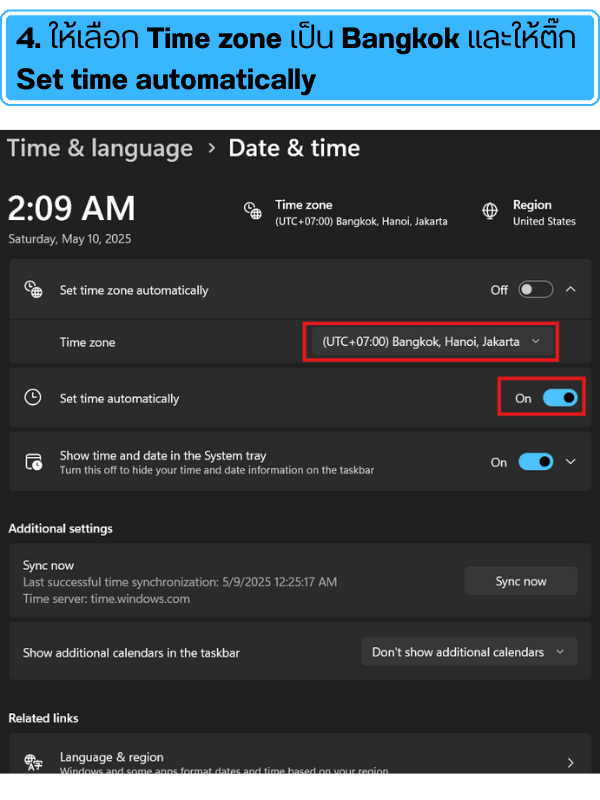 4. ให้เลือก Time zone เป็น Bangkok และให้ติ๊ก
Set time automatically
Time & language > Date & time
2:09 AM
Saturday, May 10, 2025
Time zone
(UTC+07:00) Bangkok, Hanoi, Jakarta
Region
United States
Set time zone automatically
Off
Time zone
(UTC+07:00) Bangkok, Hanoi, Jakarta
Set time automatically
On
Show time and date in the System tray
Turn this off to hide your time and date information on the taskbar
On
Additional settings
Sync now
Last successful time synchronization: 5/9/2025 12:25:17 AM
Time server: time.windows.com
Sync now
Show additional calendars in the taskbar
Don't show additional calendars
Related links
Language & region
Windows and some apps format dates and time based on your region